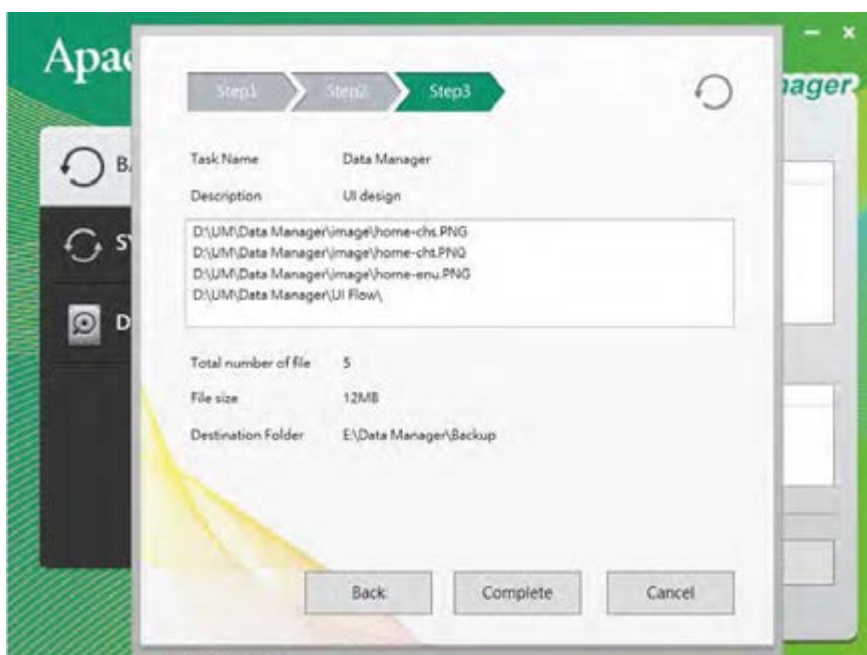 Apac
ager
Step1 Step2 Step3
Task Name Data Manager
Description UI design
D:\UM\Data Manager\image\home-chs.PNG
D:\UM\Data Manager\image\home-cht.PNG
D:\UM\Data Manager\image\home-enu.PNG
D:\UM\Data Manager\UI Flow\
BA
SY
D
Total number of file 5
File size 12MB
Destination Folder E:\Data Manager\Backup
Back Complete Cancel